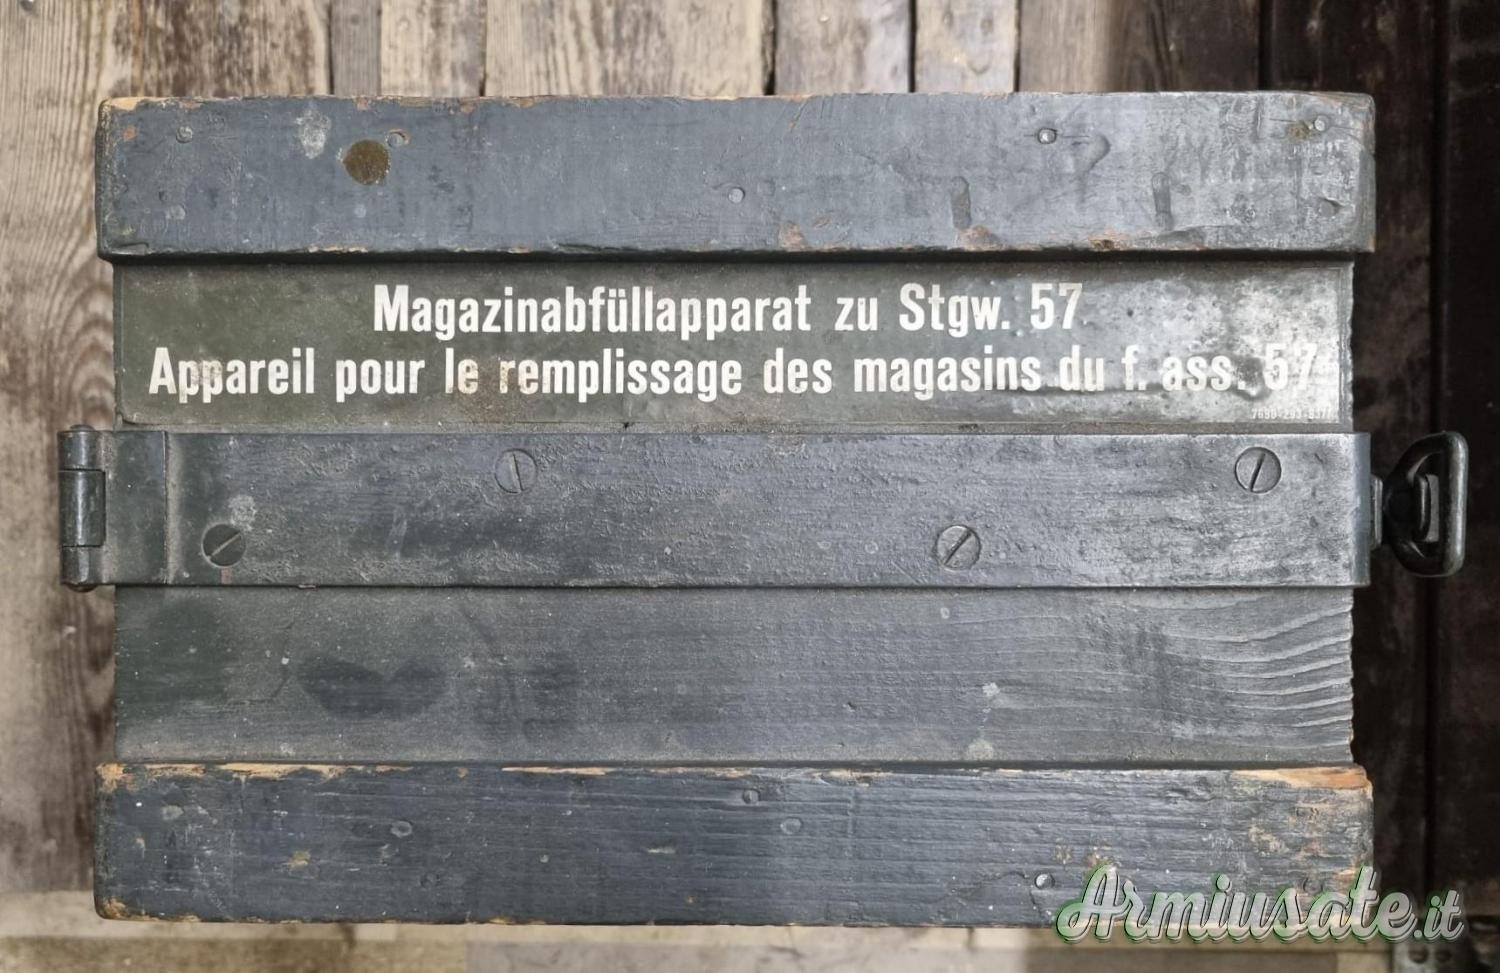 Magazinabfüllapparat zu Stgw. 57
Appareil pour le remplissage des magasins du f. ass. 57
Armiusate.it